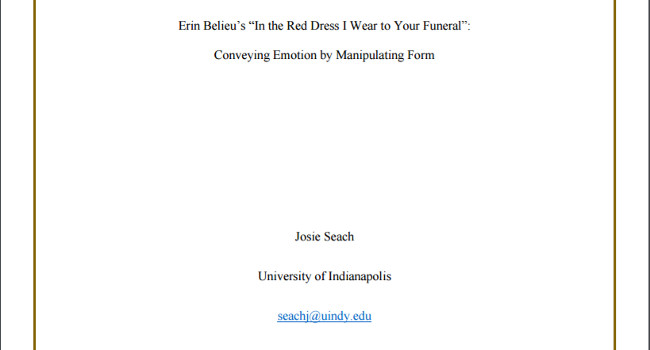 Erin Belieu’s “In the Red Dress I Wear to Your Funeral”:
Conveying Emotion by Manipulating Form
Josie Seach
University of Indianapolis
seachj@uindy.edu